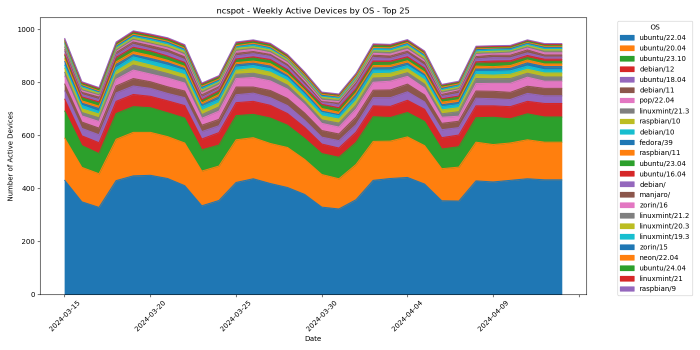 ncspot - Weekly Active Devices by OS - Top 25
Number of Active Devices
1000
800
600
400
200
0
2024-03-15
2024-03-20
2024-03-25
2024-03-30
2024-04-04
2024-04-09
Date
OS
ubuntu/22.04
ubuntu/20.04
ubuntu/23.10
debian/12
ubuntu/18.04
debian/11
pop/22.04
linuxmint/21.3
raspbian/10
debian/10
fedora/39
raspbian/11
ubuntu/23.04
ubuntu/16.04
debian/
manjaro/
zorin/16
linuxmint/21.2
linuxmint/20.3
linuxmint/19.3
zorin/15
neon/22.04
ubuntu/24.04
linuxmint/21
raspbian/9